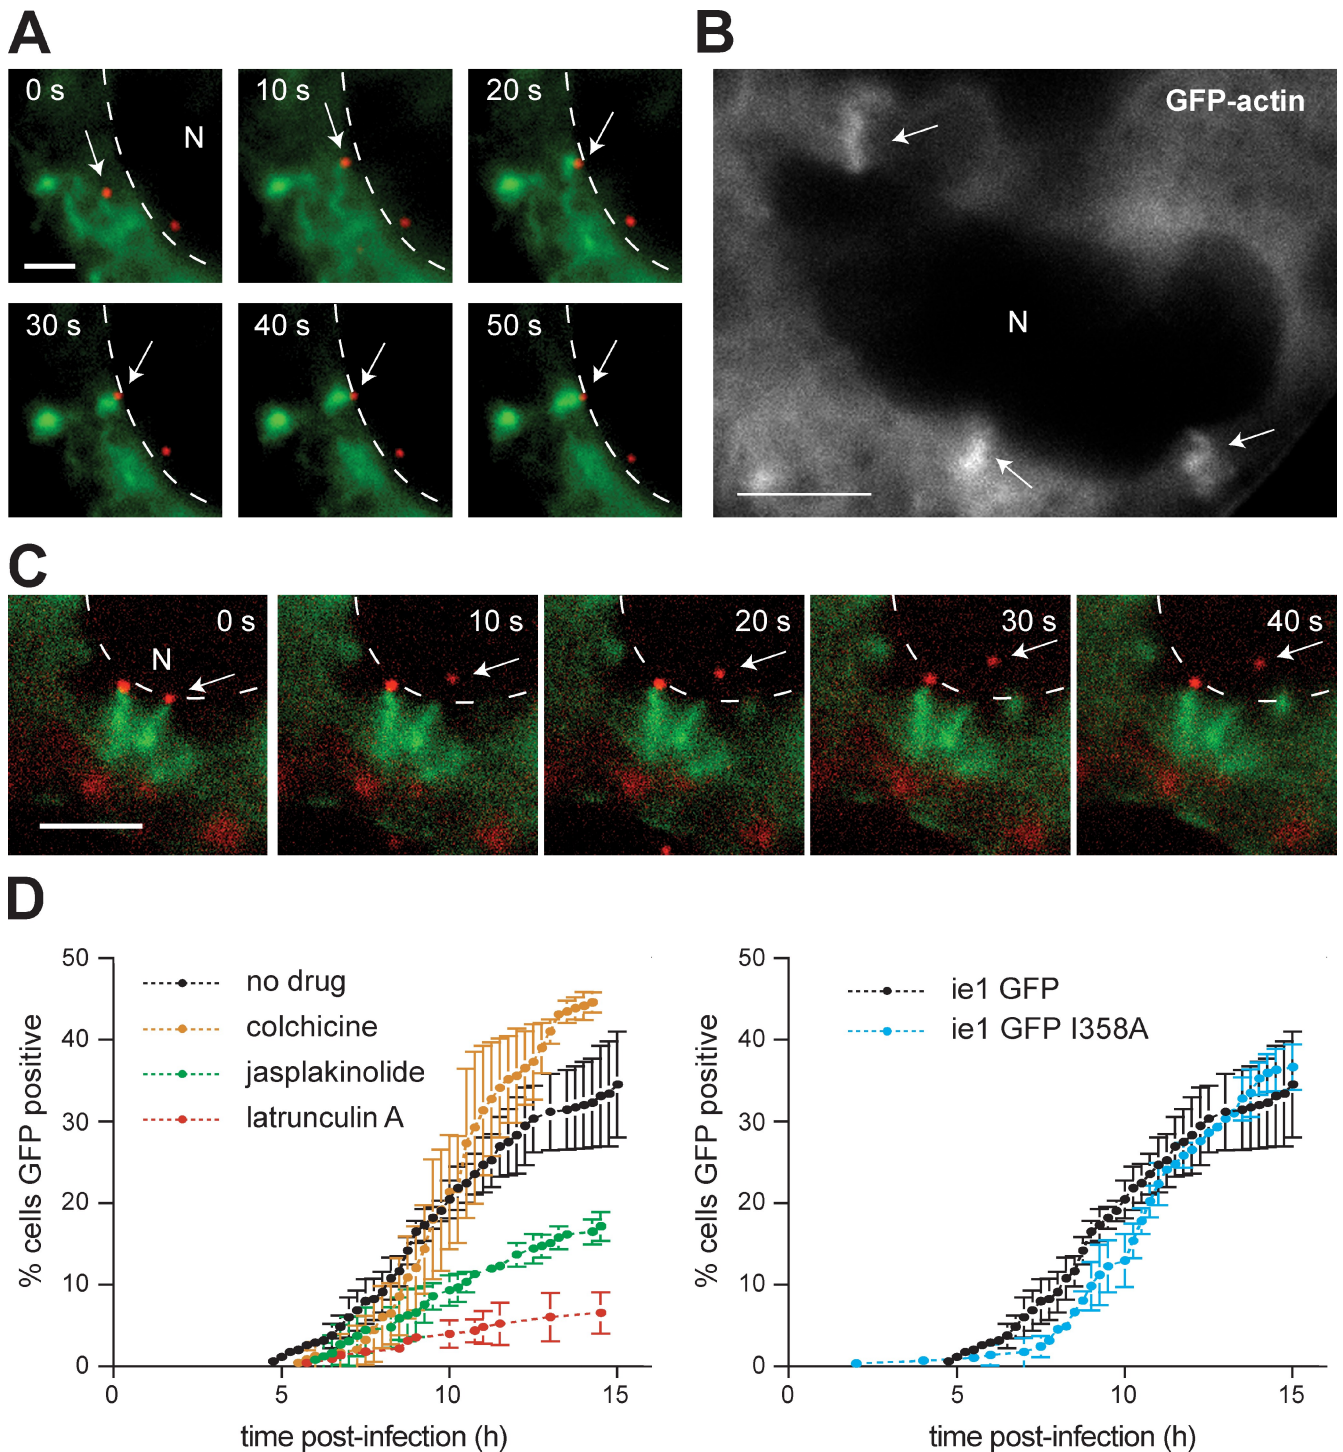 A
B
0 s
N
10 s
20 s
30 s
40 s
50 s
GFP-actin
N
C
0 s
N
10 s
20 s
30 s
40 s
D
50
40
30
20
10
0
% cells GFP positive
no drug
colchicine
jasplakinolide
latrunculin A
0
5
10
15
time post-infection (h)
50
40
30
20
10
0
% cells GFP positive
ie1 GFP
ie1 GFP I358A
0
5
10
15
time post-infection (h)